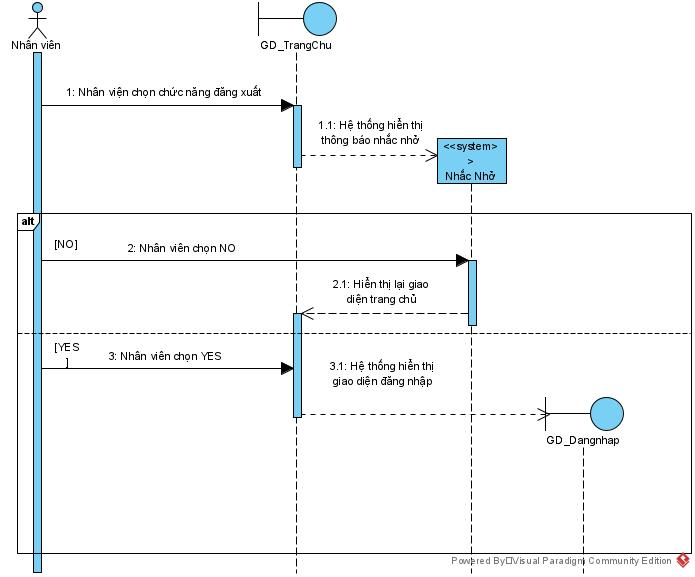 Nhân viên
GD_TrangChu
1: Nhân viện chọn chức năng đăng xuất
1.1: Hệ thống hiển thị
thông báo nhắc nhở
<<system>
>
Nhắc Nhở
alt
[NO]
2: Nhân viên chọn NO
2.1: Hiển thị lại giao
diện trang chủ
[YES
]
3: Nhân viên chọn YES
3.1: Hệ thống hiển thị
giao diện đăng nhập
GD_Dangnhap
Powered By Visual Paradigm Community Edition